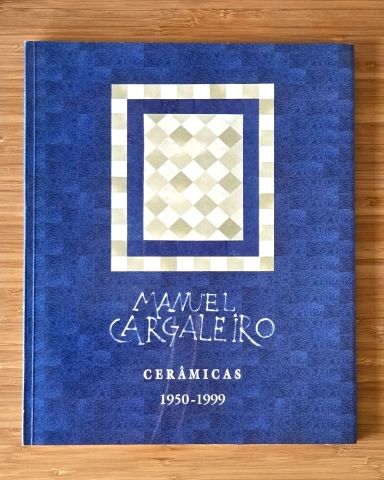 MANUEL
CARGALEIRO
CERÂMICAS
1950-1999